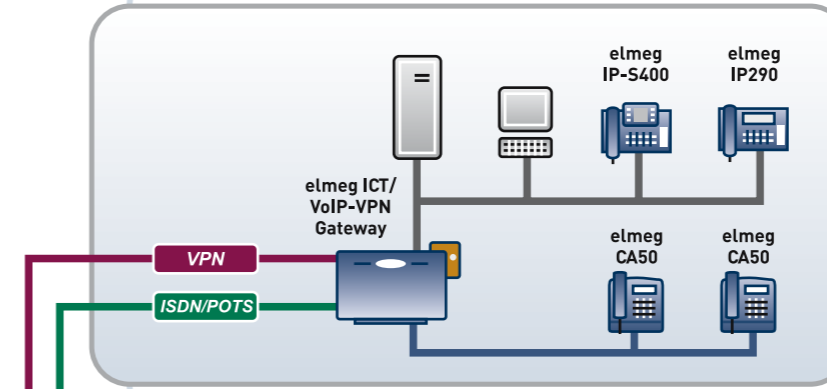 elmeg
IP-S400
elmeg
IP290
elmeg ICT/
VoIP-VPN
Gateway
elmeg
CA50
elmeg
CA50
VPN
ISDN/POTS